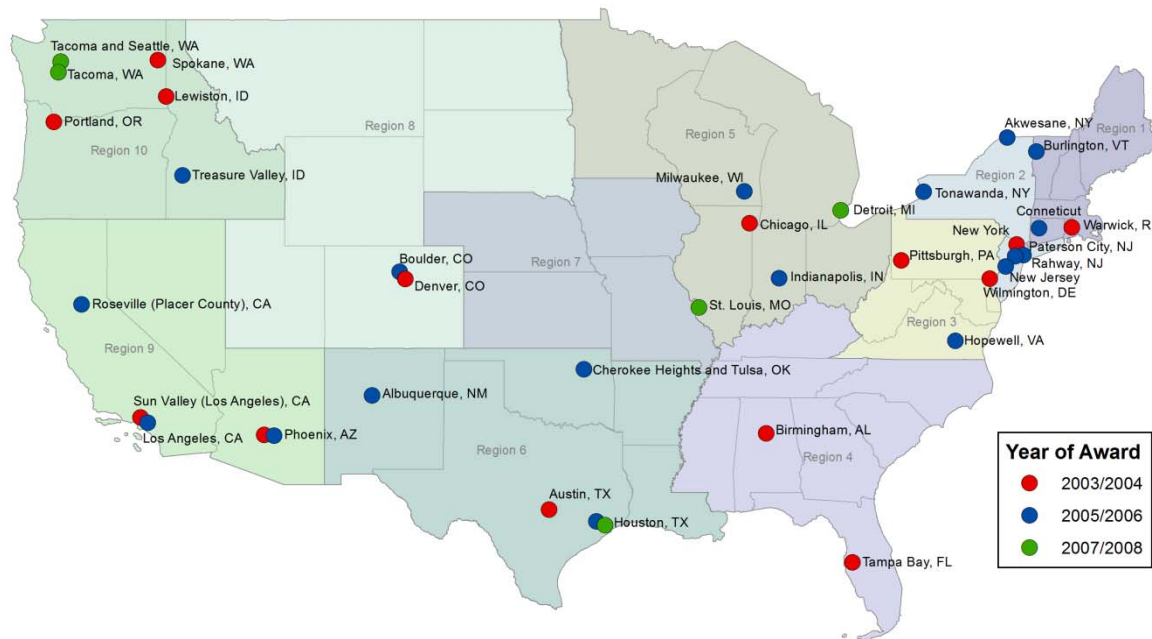 Tacoma and Seattle, WA
Spokane, WA
Tacoma, WA
Lewiston, ID
Portland, OR
Region 10
Treasure Valley, ID
Region 8
Region 5
Milwaukee, WI
Chicago, IL
Detroit, MI
Indianapolis, IN
St. Louis, MO
Akwesane, NY
Region 1
Burlington, VT
Region 2
Tonawanda, NY
Conneticut
Warwick, R
New York
Paterson City, NJ
Pittsburgh, PA
Rahway, NJ
New Jersey
Wilmington, DE
Region 3
Hopewell, VA
Region 7
Boulder, CO
Denver, CO
Roseville (Placer County), CA
Region 9
Sun Valley (Los Angeles), CA
Los Angeles, CA
Phoenix, AZ
Albuquerque, NM
Cherokee Heights and Tulsa, OK
Region 6
Austin, TX
Houston, TX
Birmingham, AL
Region 4
Tampa Bay, FL
Year of Award
2003/2004
2005/2006
2007/2008